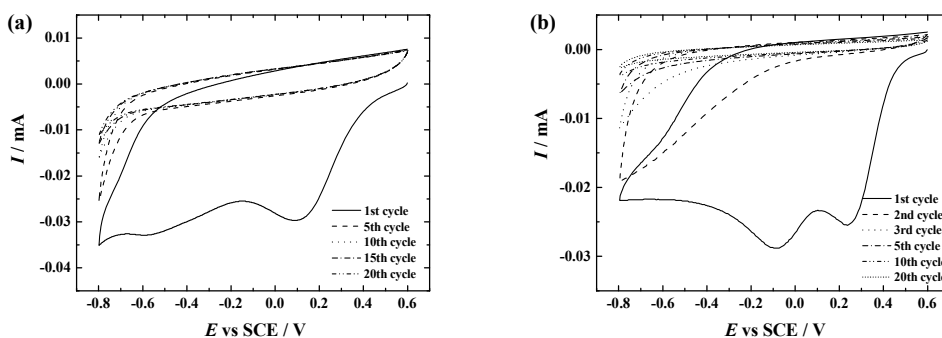 (a)
0.01
0.00
-0.01
-0.02
-0.03
-0.04
I / mA
1st cycle
5th cycle
10th cycle
15th cycle
20th cycle
-0.8 -0.6 -0.4 -0.2 0.0 0.2 0.4 0.6
E vs SCE / V
(b)
0.00
-0.01
-0.02
-0.03
I / mA
1st cycle
2nd cycle
3rd cycle
5th cycle
10th cycle
20th cycle
-0.8 -0.6 -0.4 -0.2 0.0 0.2 0.4 0.6
E vs SCE / V